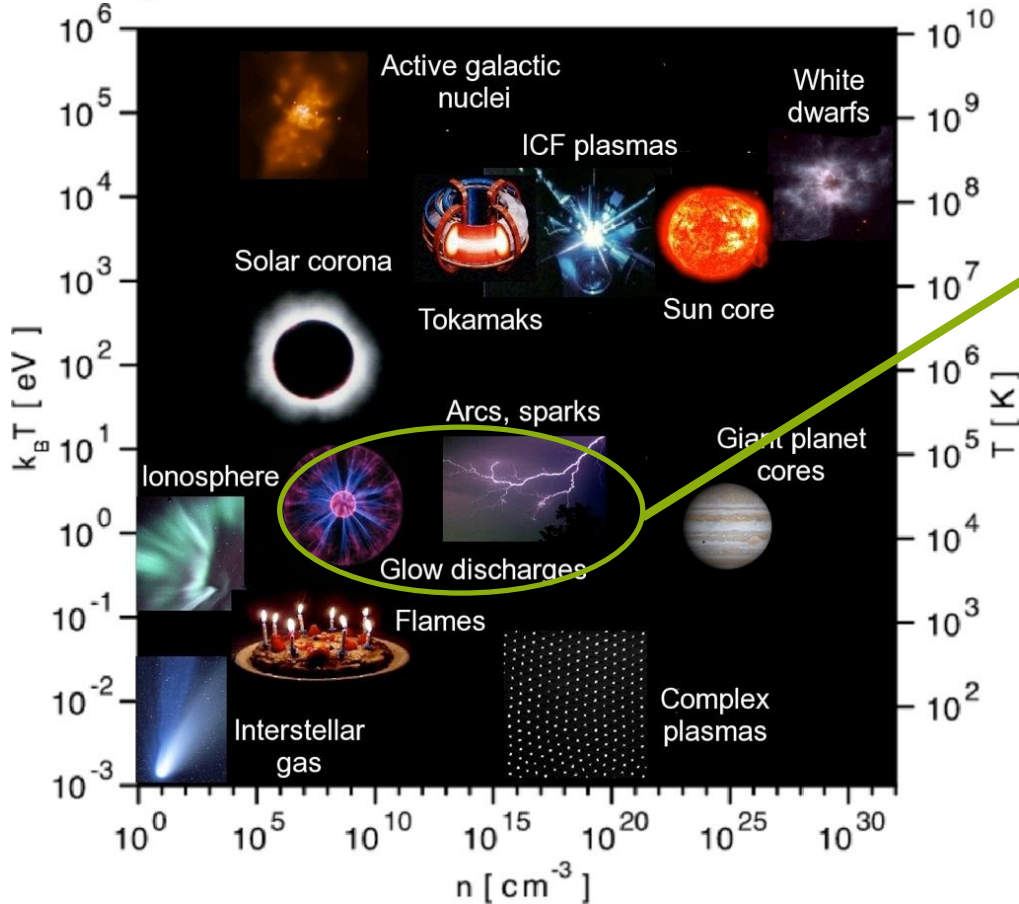 10^6
10^5
10^4
10^3
10^2
10^1
10^0
10^-1
10^-2
10^-3
k_B T [ eV ]
Active galactic
nuclei
White
dwarfs
ICF plasmas
Solar corona
Tokamaks
Sun core
Arcs, sparks
Giant planet
cores
Ionosphere
Glow discharges
Flames
Complex
plasmas
Interstellar
gas
10^10
10^9
10^8
10^7
10^6
10^5
10^4
10^3
10^2
T [ K ]
10^0
10^5
10^10
10^15
10^20
10^25
10^30
n [ cm^-3 ]